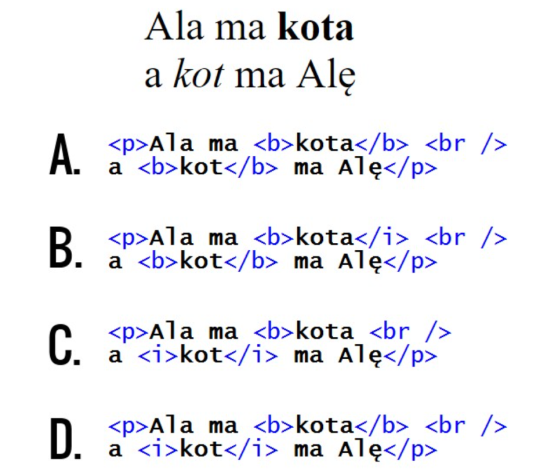 Ala ma kota
a kot ma Alę
A. <p>Ala ma <b>kota</b> <br />
a <b>kot</b> ma Alę</p>
B. <p>Ala ma <b>kota</i> <br />
a <b>kot</b> ma Alę</p>
C. <p>Ala ma <b>kota <br />
a <i>kot</i> ma Alę</p>
D. <p>Ala ma <b>kota</b> <br />
a <i>kot</i> ma Alę</p>